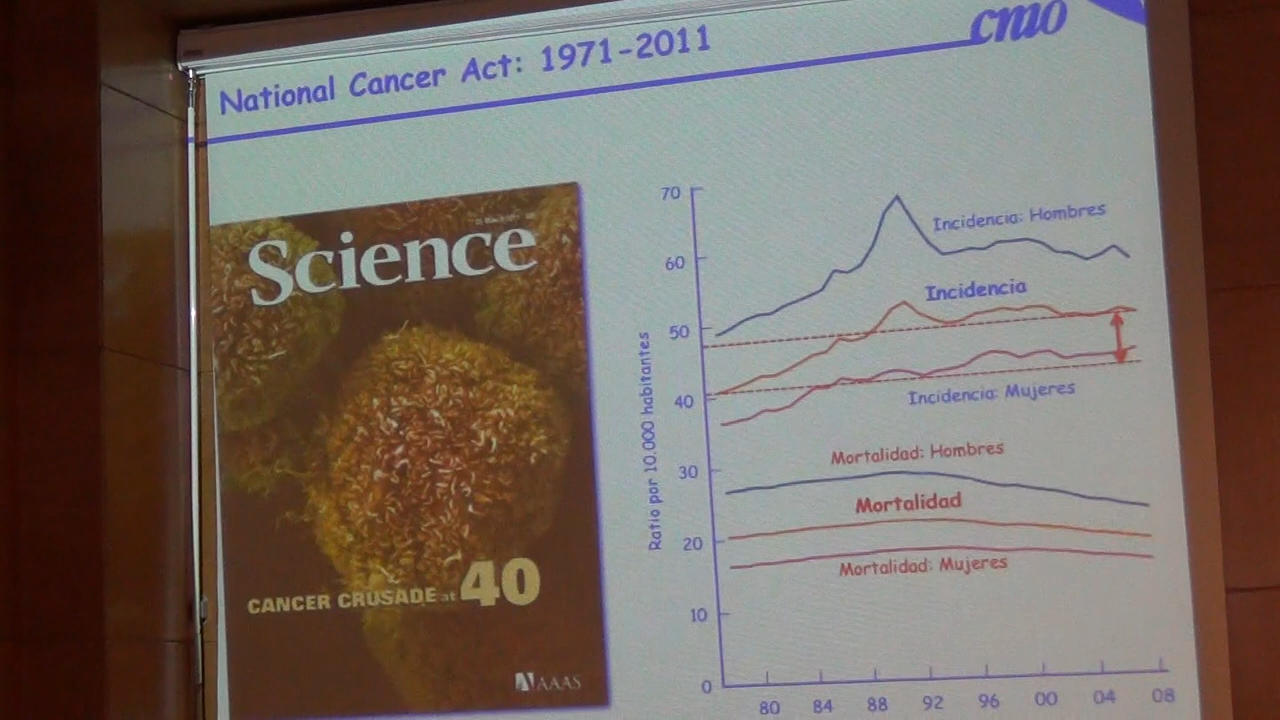 National Cancer Act: 1971-2011
cmo
Science
CANCER CRUSADE at 40
AAAS
Ratio por 10.000 habitantes
70
60
50
40
30
20
10
0
Incidencia: Hombres
Incidencia
Incidencia: Mujeres
Mortalidad: Hombres
Mortalidad
Mortalidad: Mujeres
80 84 88 92 96 00 04 08